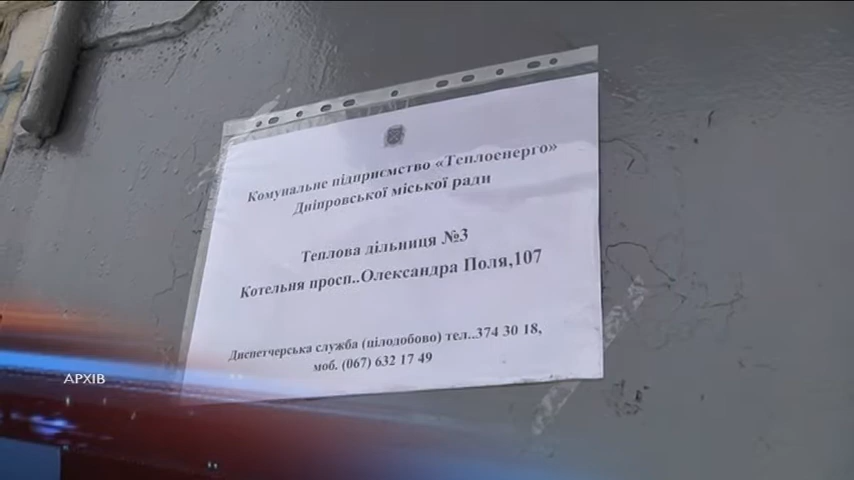 Комунальне підприємство «Теплоенерго»
Дніпровської міської ради
Теплова дільниця №3
Котельня просп..Олександра Поля,107
Диспетчерська служба (цілодобово) тел..374 30 18,
моб. (067) 632 17 49
АРХІВ